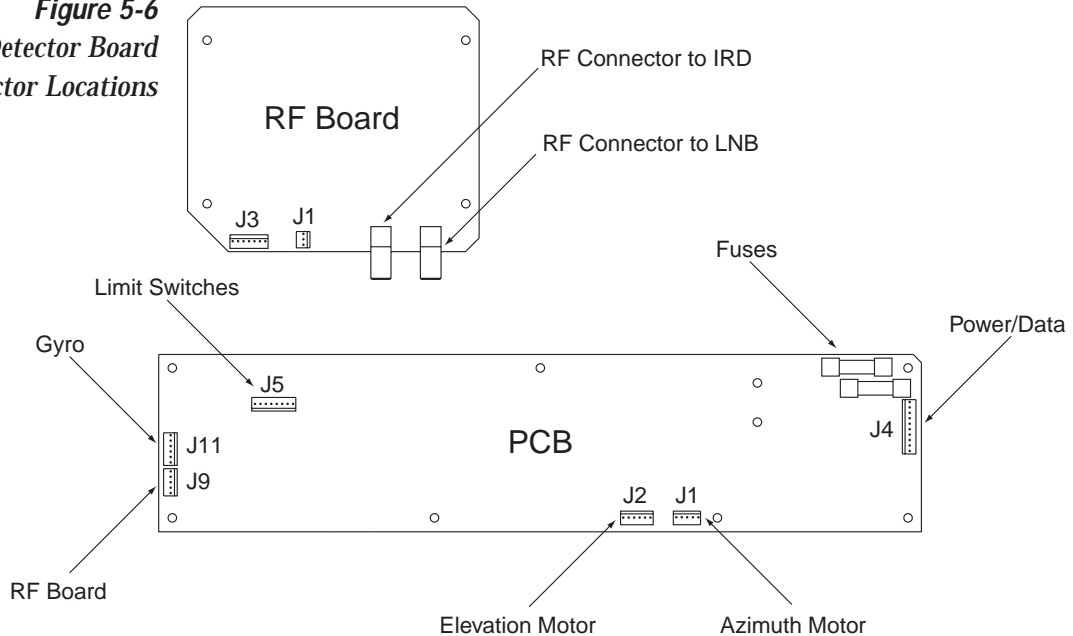 Figure 5-6
Detector Board
Locations
RF Connector to IRD
RF Board
RF Connector to LNB
J3
J1
Fuses
Limit Switches
Power/Data
Gyro
J5
J4
J11
PCB
J9
J2
J1
RF Board
Elevation Motor
Azimuth Motor